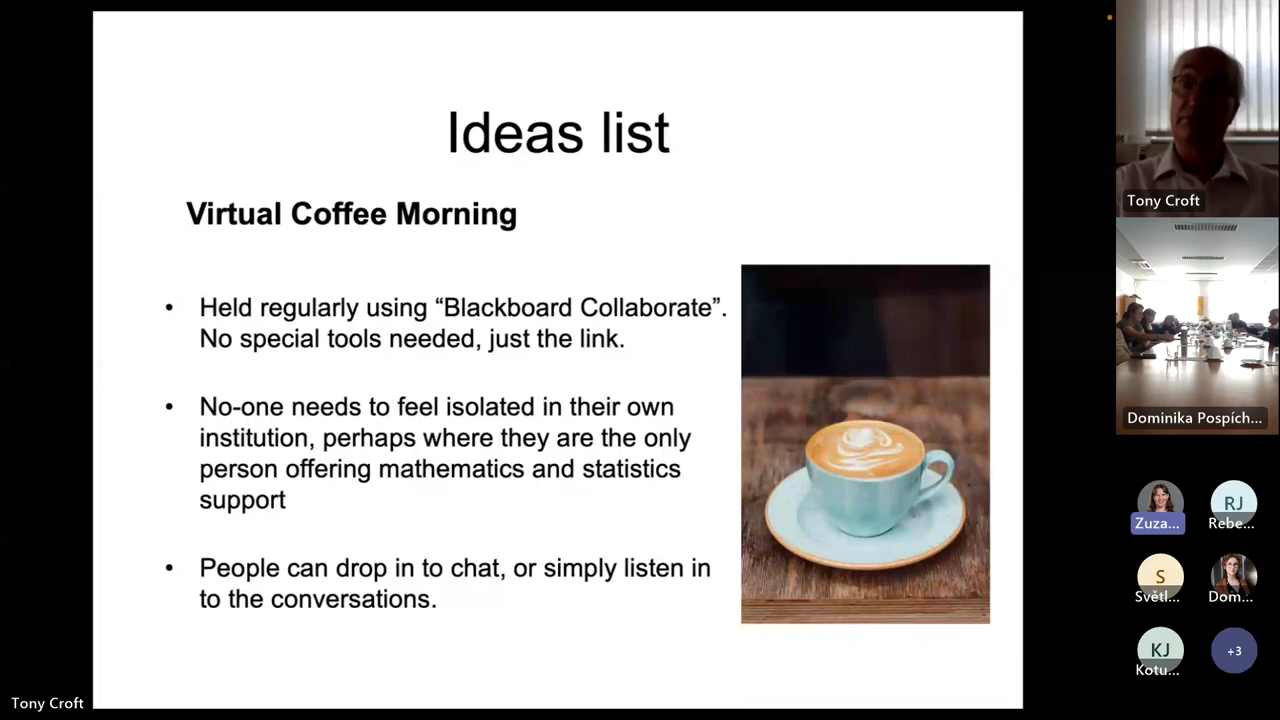 Ideas list
Virtual Coffee Morning
• Held regularly using “Blackboard Collaborate”.
No special tools needed, just the link.
• No-one needs to feel isolated in their own
institution, perhaps where they are the only
person offering mathematics and statistics
support
• People can drop in to chat, or simply listen in
to the conversations.
Tony Croft
Tony Croft
Dominika Pospích...
Zuza...
RJ
Rebe...
S
Světl...
Dom...
KJ
Kotu...
+3